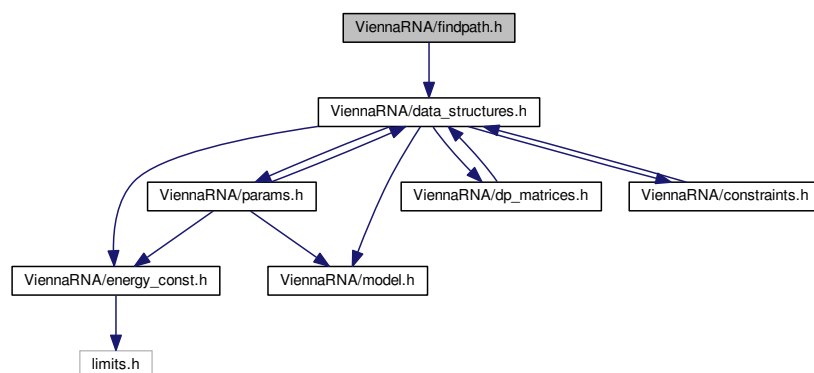 ViennaRNA/findpath.h
ViennaRNA/data_structures.h
ViennaRNA/params.h
ViennaRNA/dp_matrices.h
ViennaRNA/constraints.h
ViennaRNA/energy_const.h
ViennaRNA/model.h
limits.h